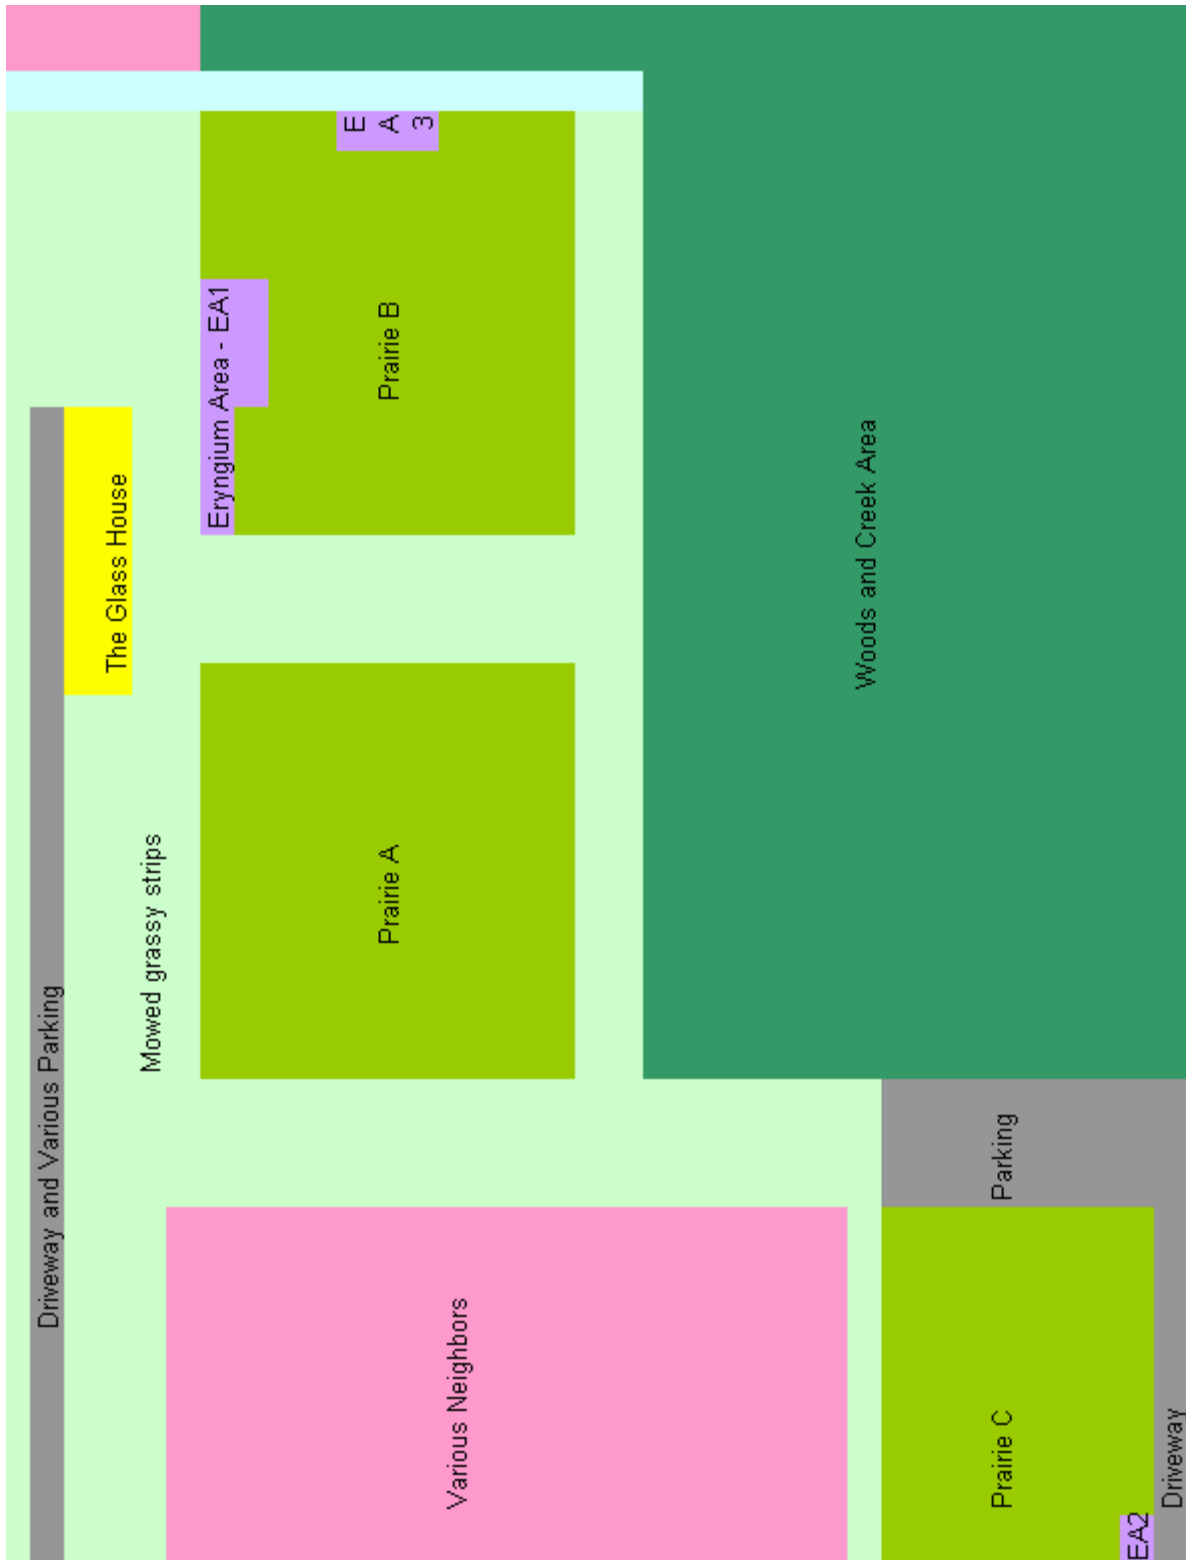 Driveway and Various Parking
The Glass House
Mowed grassy strips
Eryngium Area - EA1
E
A
3
Prairie B
Prairie A
Various Neighbors
Woods and Creek Area
Parking
Prairie C
EA2
Driveway